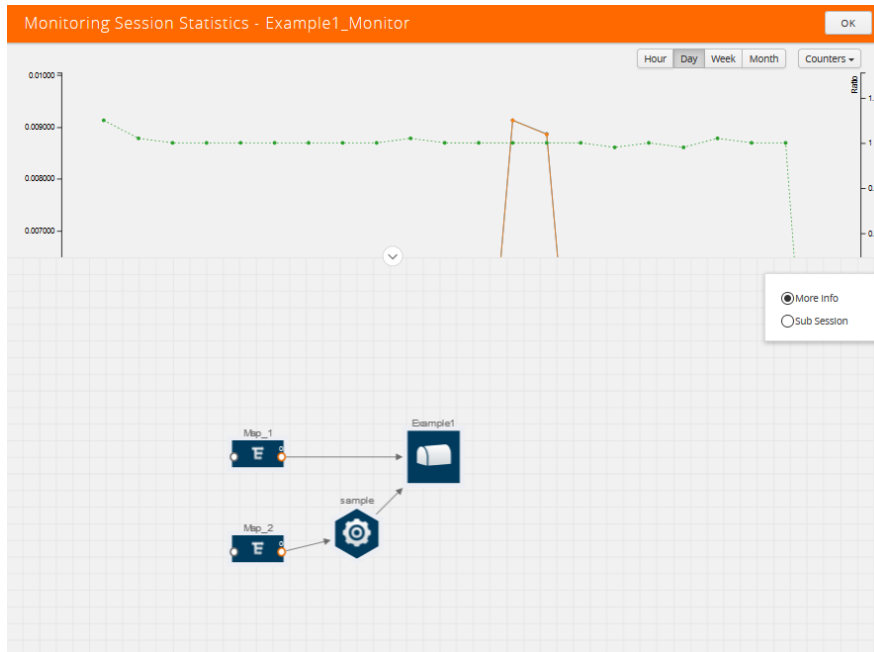 Monitoring Session Statistics - Example1_Monitor
OK
Hour Day Week Month Counters
0.01000
0.009000
0.008000
0.007000
Ratio
1
More Info
Sub Session
Map_1
Example1
sample
Map_2